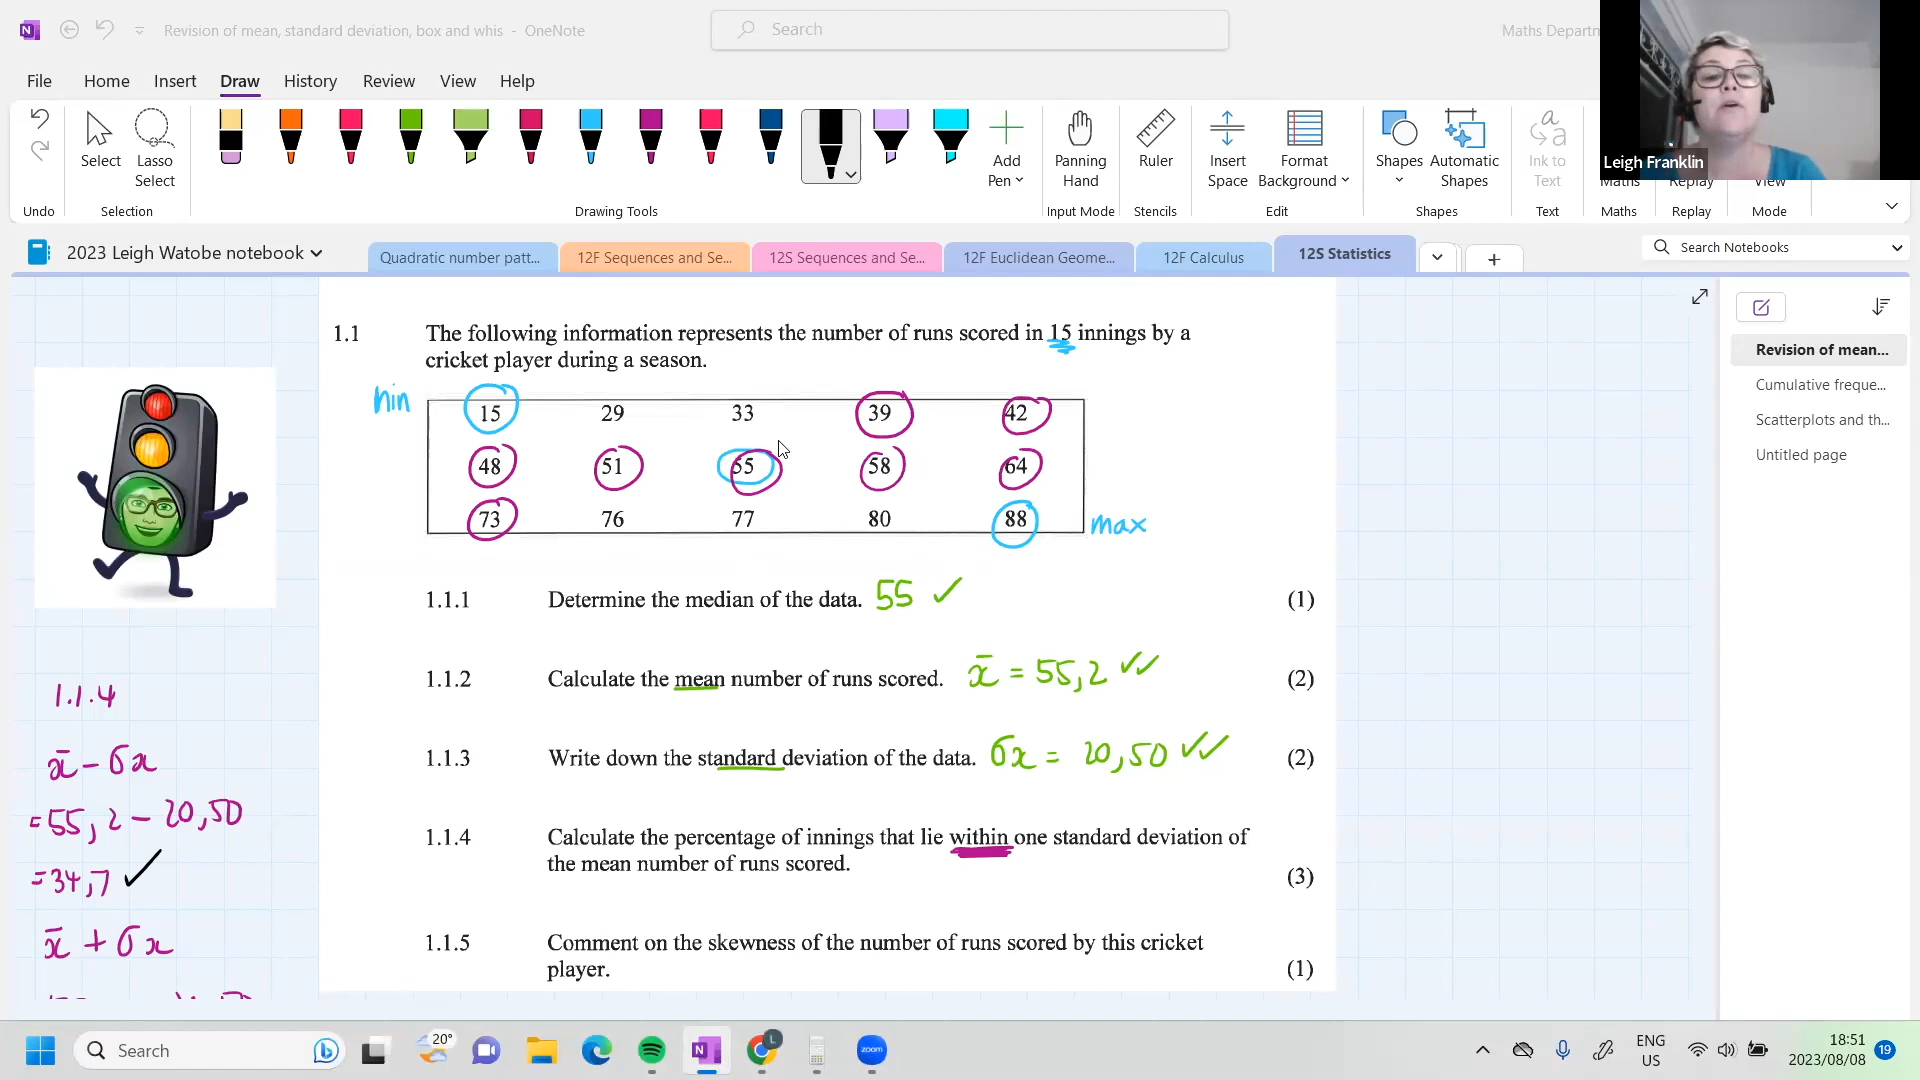 Revision of mean, standard deviation, box and whis - OneNote
Search
Maths Departn
File Home Insert Draw History Review View Help
Select
Lasso Select
Add Pen
Panning Hand
Ruler
Insert Space
Format Background
Shapes
Automatic Shapes
Ink to Text
Maths
Replay
View
Leigh Franklin
Undo Selection Drawing Tools Input Mode Stencils Edit Shapes Text Maths Replay Mode
2023 Leigh Watobe notebook
Quadratic number patt...
12F Sequences and Se...
12S Sequences and Se...
12F Euclidean Geome...
12F Calculus
12S Statistics
Search Notebooks
Revision of mean...
Cumulative freque...
Scatterplots and th...
Untitled page
1.1 The following information represents the number of runs scored in 15 innings by a
cricket player during a season.
min
15 29 33 39 42
48 51 55 58 64
73 76 77 80 88
max
1.1.1 Determine the median of the data. 55 ✓ (1)
1.1.2 Calculate the mean number of runs scored. x̄ = 55,2 ✓✓ (2)
1.1.3 Write down the standard deviation of the data. σx = 20,50 ✓✓ (2)
1.1.4 Calculate the percentage of innings that lie within one standard deviation of
the mean number of runs scored.
(3)
1.1.5 Comment on the skewness of the number of runs scored by this cricket
player.
(1)
1.1.4
x̄ - σx
= 55,2 - 20,50
= 34,7 ✓
x̄ + σx
Search
20°
L
zoom
ENG
US
18:51
2023/08/08
19